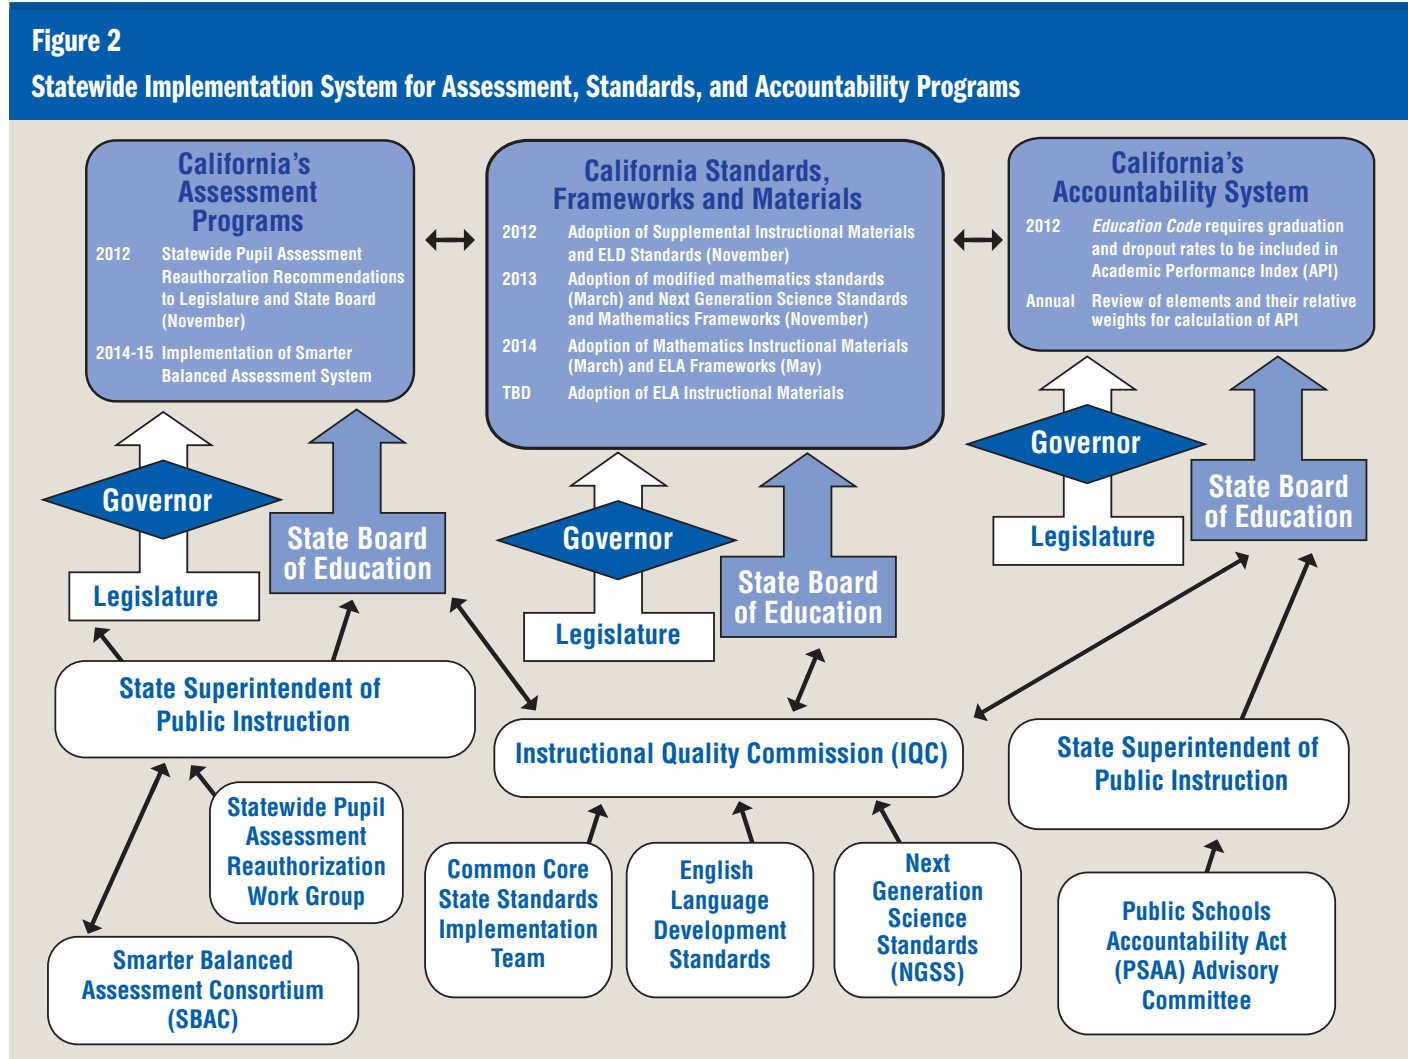 Figure 2
Statewide Implementation System for Assessment, Standards, and Accountability Programs
California's
Assessment
Programs
2012 Statewide Pupil Assessment
Reauthorzation Recommendations
to Legislature and State Board
(November)
2014-15 Implementation of Smarter
Balanced Assessment System
California Standards,
Frameworks and Materials
2012 Adoption of Supplemental Instructional Materials
and ELD Standards (November)
2013 Adoption of modified mathematics standards
(March) and Next Generation Science Standards
and Mathematics Frameworks (November)
2014 Adoption of Mathematics Instructional Materials
(March) and ELA Frameworks (May)
TBD Adoption of ELA Instructional Materials
California's
Accountability System
2012 Education Code requires graduation
and dropout rates to be included in
Academic Performance Index (API)
Annual Review of elements and their relative
weights for calculation of API
Governor
Legislature
State Board
of Education
Governor
Legislature
State Board
of Education
Governor
Legislature
State Board
of Education
State Superintendent of
Public Instruction
Instructional Quality Commission (IQC)
State Superintendent of
Public Instruction
Statewide Pupil
Assessment
Reauthorization
Work Group
Smarter Balanced
Assessment Consortium
(SBAC)
Common Core
State Standards
Implementation
Team
English
Language
Development
Standards
Next
Generation
Science
Standards
(NGSS)
Public Schools
Accountability Act
(PSAA) Advisory
Committee